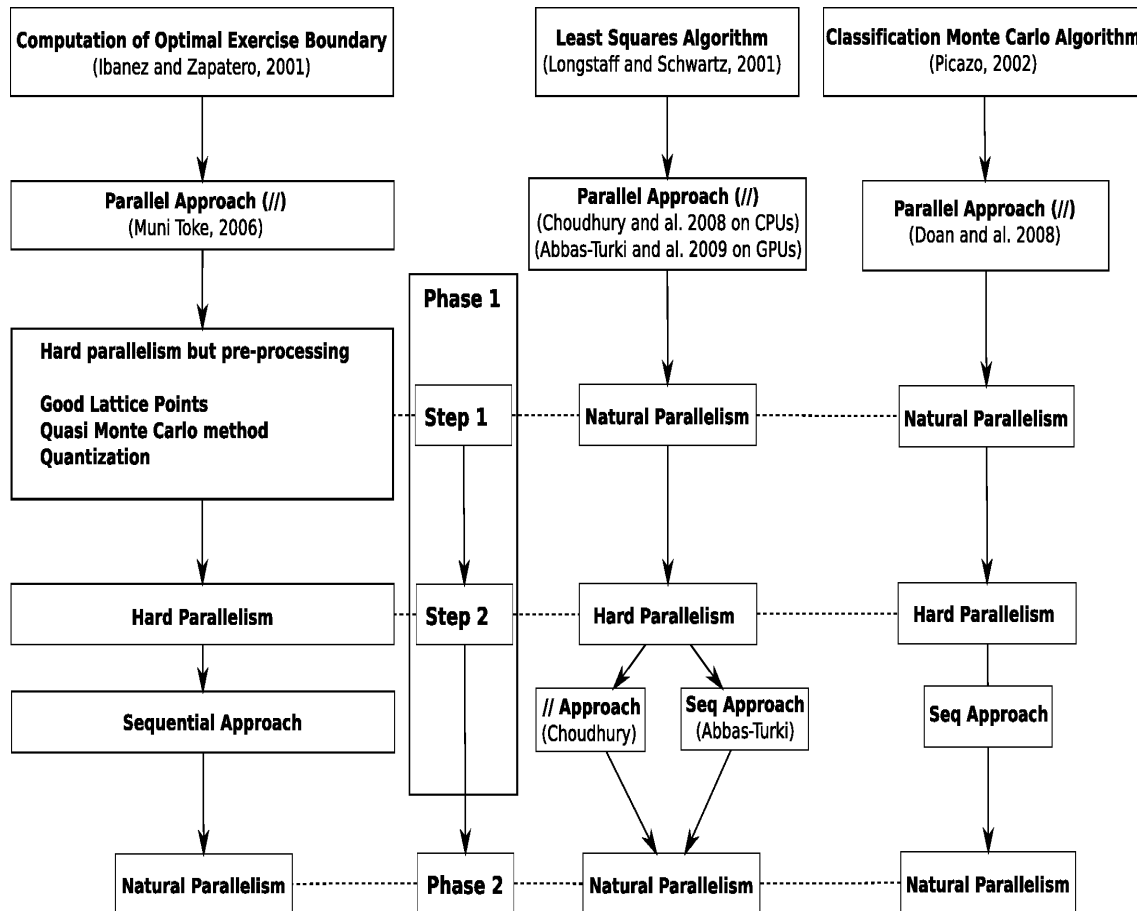 Computation of Optimal Exercise Boundary
(Ibanez and Zapatero, 2001)
Least Squares Algorithm
(Longstaff and Schwartz, 2001)
Classification Monte Carlo Algorithm
(Picazo, 2002)
Parallel Approach (//)
(Muni Toke, 2006)
Parallel Approach (//)
(Choudhury and al. 2008 on CPUs)
(Abbas-Turki and al. 2009 on GPUs)
Parallel Approach (//)
(Doan and al. 2008)
Phase 1
Hard parallelism but pre-processing
Good Lattice Points
Quasi Monte Carlo method
Quantization
Step 1
Natural Parallelism
Natural Parallelism
Hard Parallelism
Step 2
Hard Parallelism
Hard Parallelism
Sequential Approach
// Approach
(Choudhury)
Seq Approach
(Abbas-Turki)
Seq Approach
Natural Parallelism
Phase 2
Natural Parallelism
Natural Parallelism